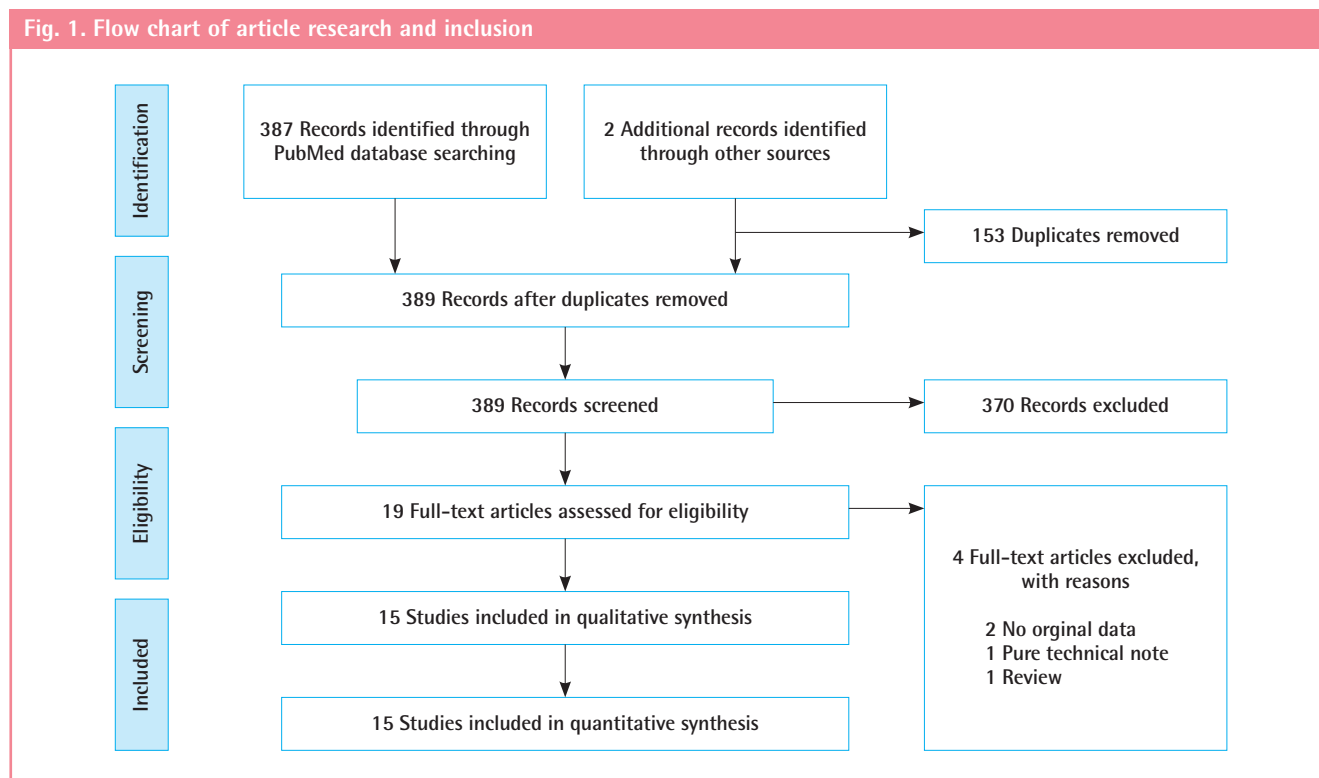 Fig. 1. Flow chart of article research and inclusion
Identification
387 Records identified through
PubMed database searching
2 Additional records identified
through other sources
153 Duplicates removed
Screening
389 Records after duplicates removed
389 Records screened
370 Records excluded
Eligibility
19 Full-text articles assessed for eligibility
4 Full-text articles excluded,
with reasons
2 No orginal data
1 Pure technical note
1 Review
Included
15 Studies included in qualitative synthesis
15 Studies included in quantitative synthesis